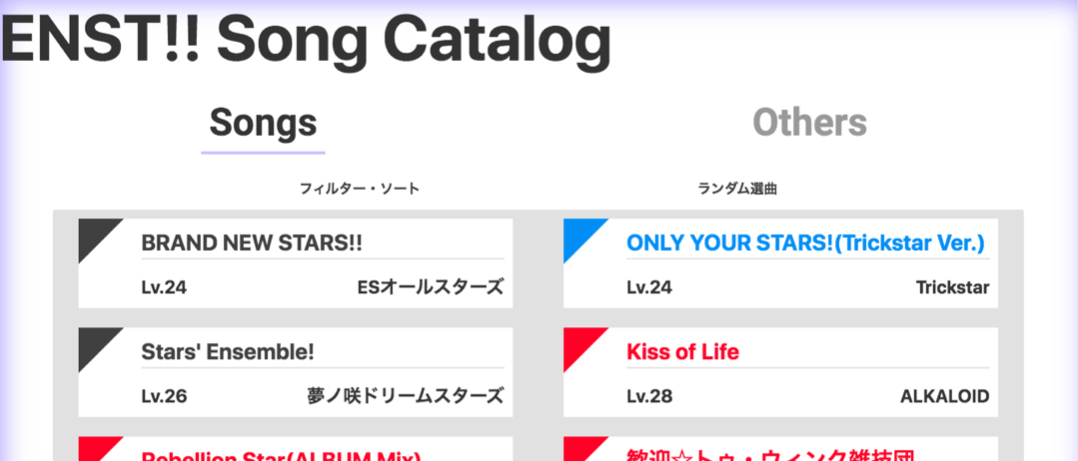 ENST!! Song Catalog
Songs
Others
フィルター・ソート
ランダム選曲
BRAND NEW STARS!!
Lv.24
ESオールスターズ
ONLY YOUR STARS!(Trickstar Ver.)
Lv.24
Trickstar
Stars' Ensemble!
Lv.26
夢ノ咲ドリームスターズ
Kiss of Life
Lv.28
ALKALOID
Rebellion Star(ALBUM Mix)
歓迎☆トゥ・ウィンク雑技団